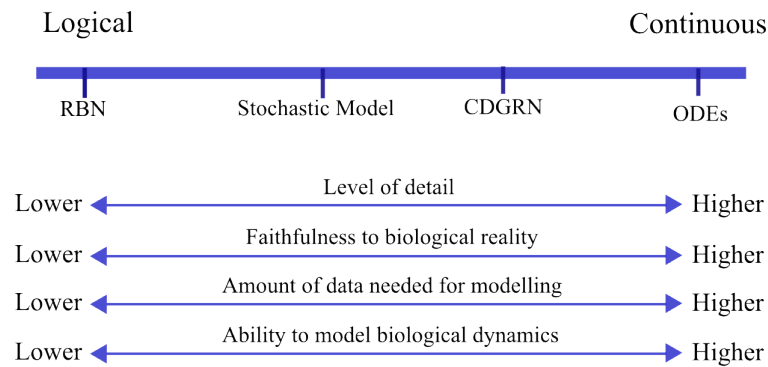 Logical Continuous
RBN Stochastic Model CDGRN ODEs
Level of detail
Lower Higher
Faithfulness to biological reality
Lower Higher
Amount of data needed for modelling
Lower Higher
Ability to model biological dynamics
Lower Higher